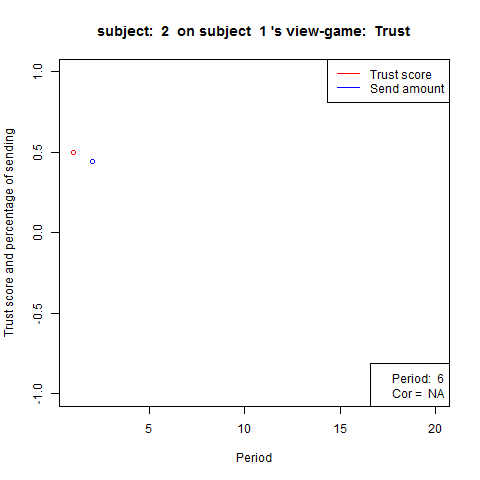 subject:  2  on subject  1 's view-game:  Trust
Trust score
Send amount
Trust score and percentage of sending
1.0
0.5
0.0
-0.5
-1.0
Period:  6
Cor =  NA
5
10
15
20
Period